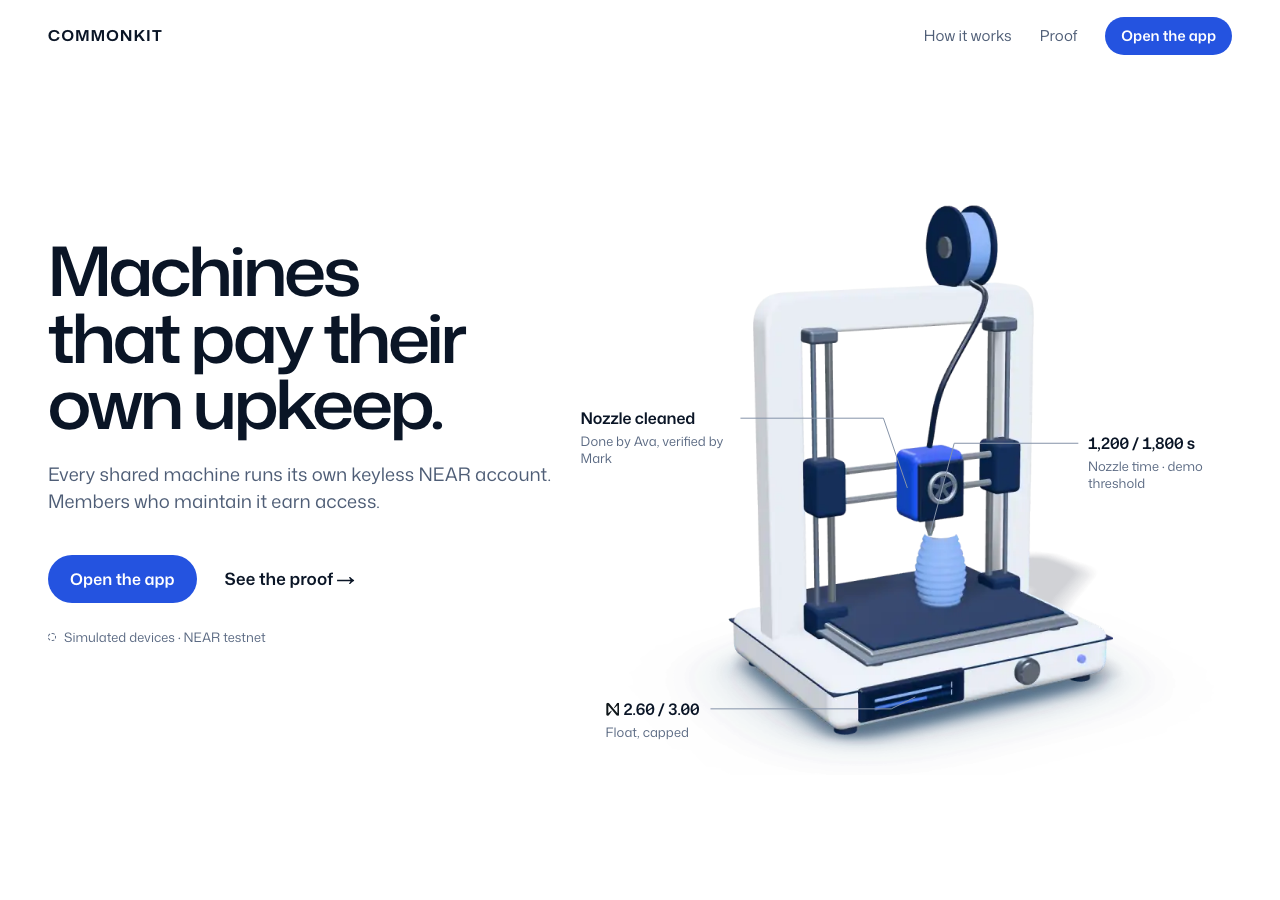 COMMONKIT
How it works
Proof
Open the app
Machines
that pay their
own upkeep.
Every shared machine runs its own keyless NEAR account.
Members who maintain it earn access.
Open the app
See the proof →
Simulated devices · NEAR testnet
Nozzle cleaned
Done by Ava, verified by
Mark
1,200 / 1,800 s
Nozzle time · demo
threshold
2.60 / 3.00
Float, capped